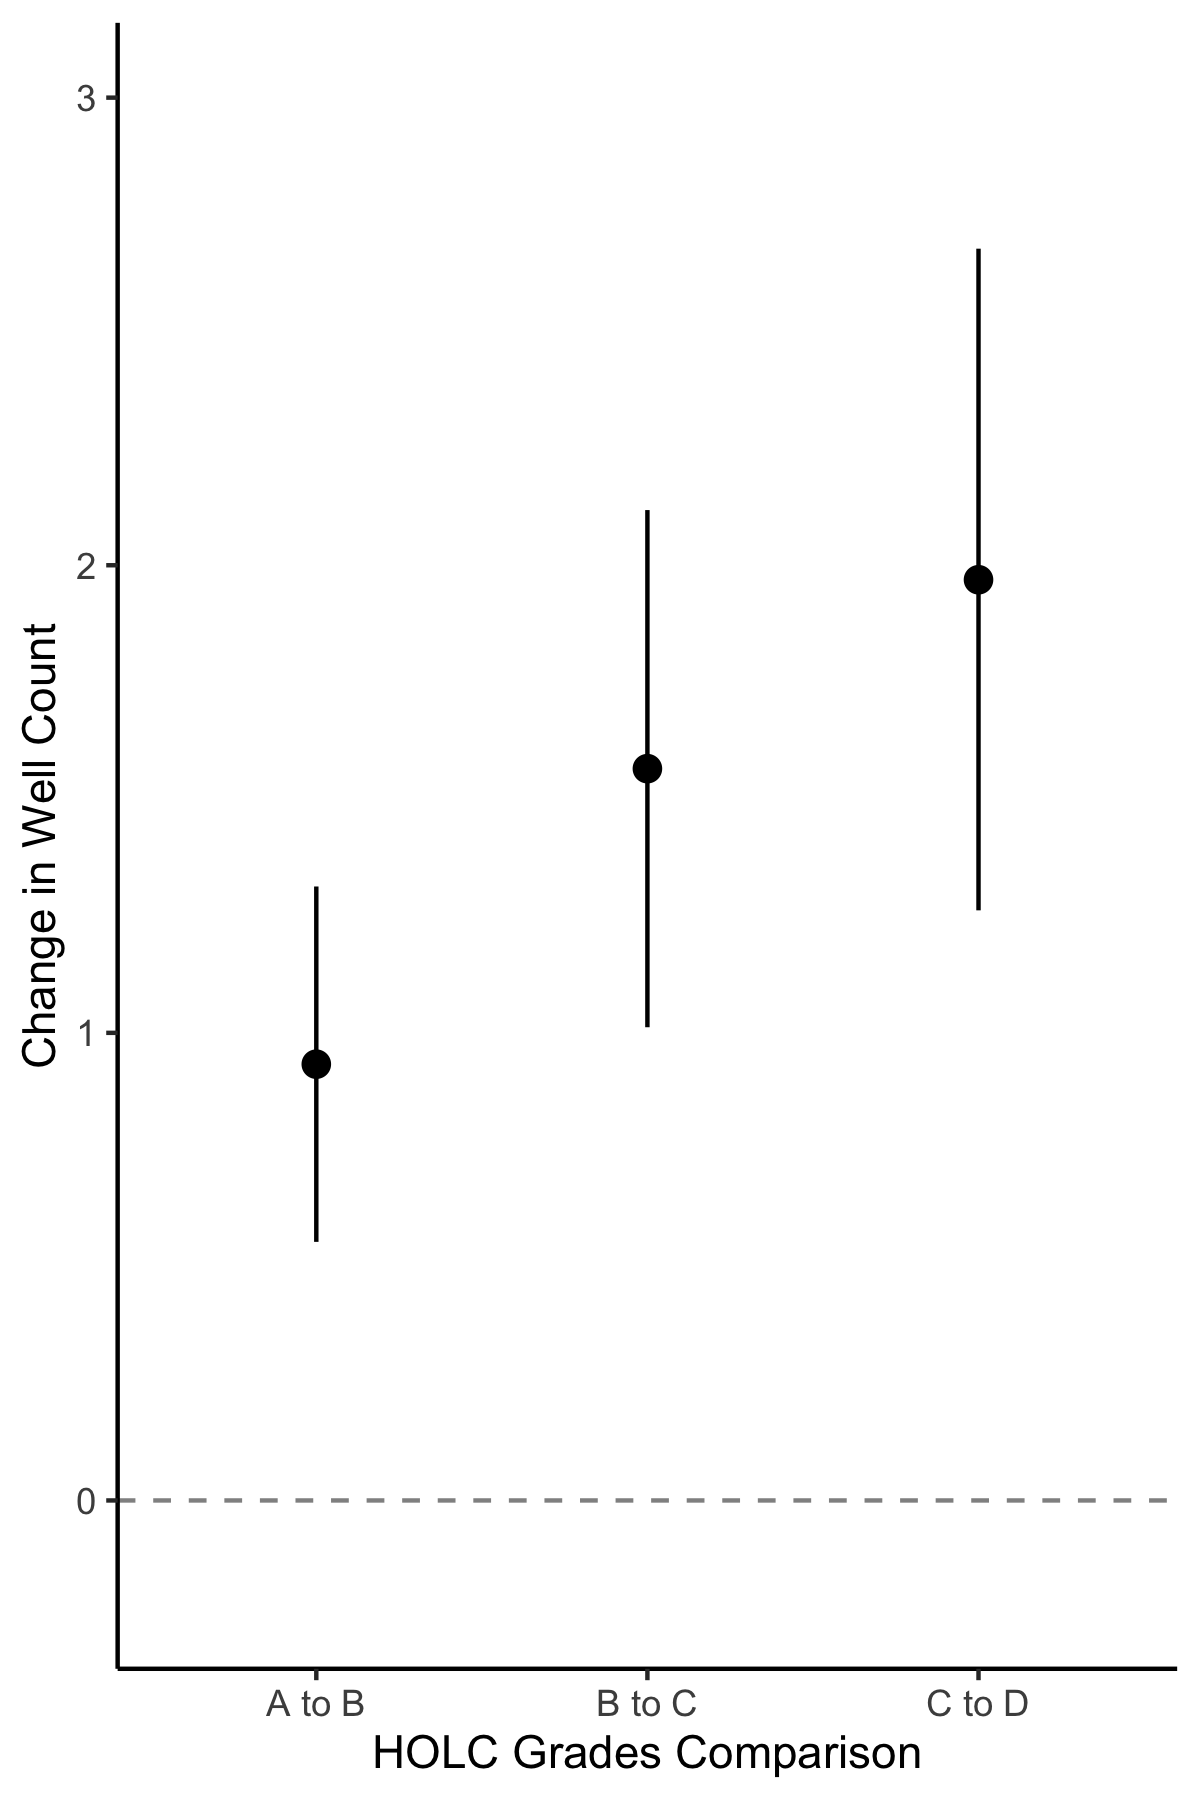 3
2
1
0
Change in Well Count
A to B
B to C
C to D
HOLC Grades Comparison